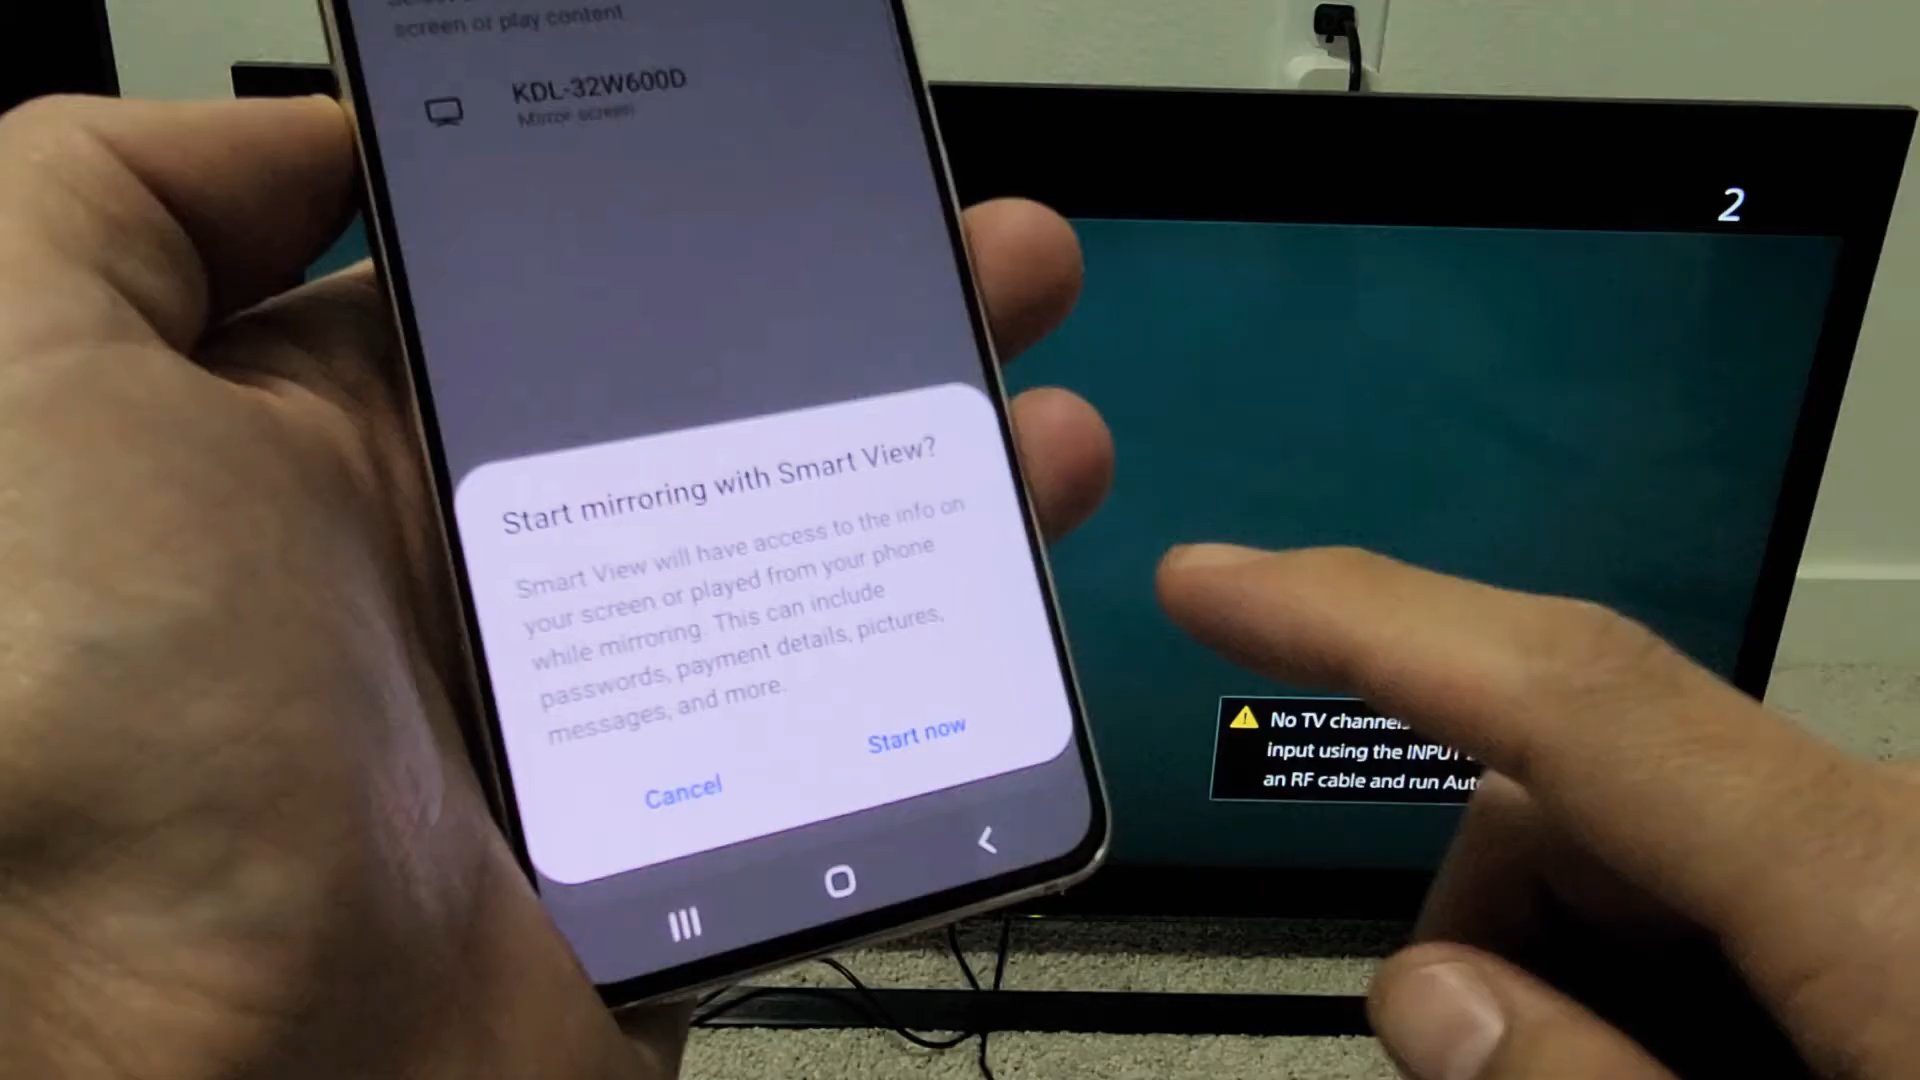 screen or play content
KDL-32W600D
Mirror screen
2
Start mirroring with Smart View?
Smart View will have access to the info on
your screen or played from your phone
while mirroring. This can include
passwords, payment details, pictures,
messages, and more.
Start now
Cancel
No TV channels
input using the INPUT
an RF cable and run Aut